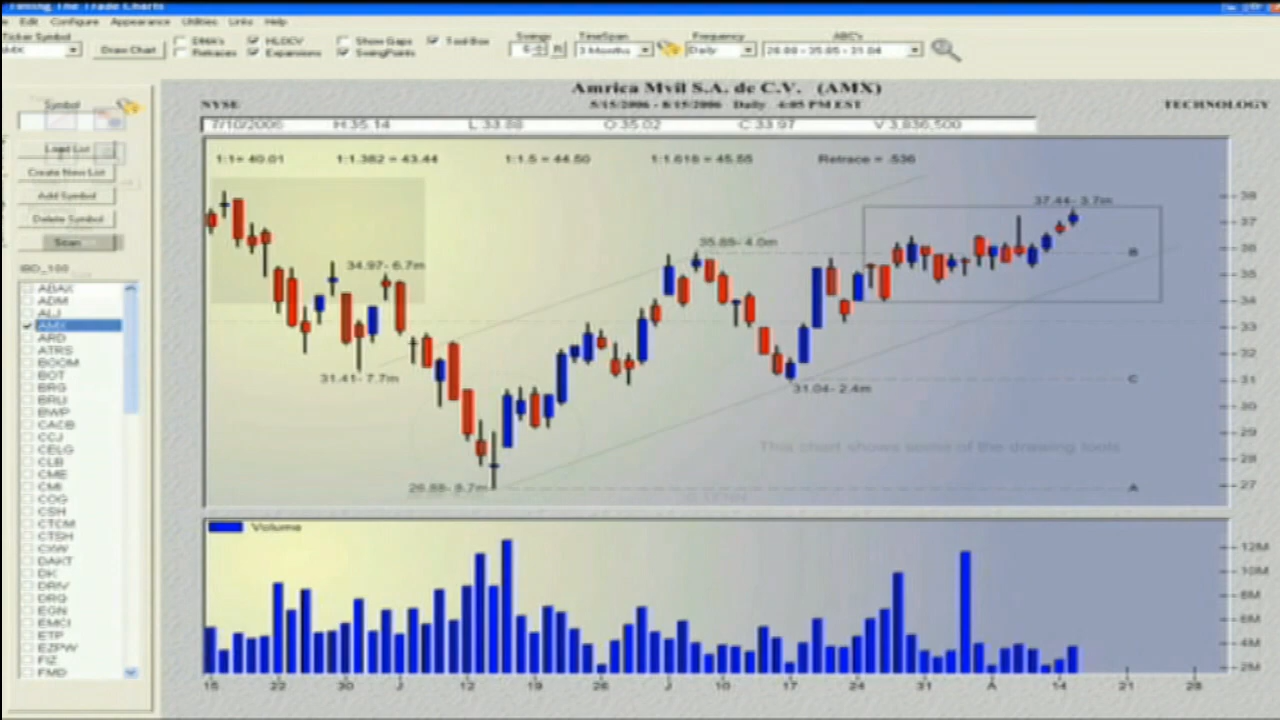 Timing The Trade Charts
Edit Configure Appearance Utilities Links Help
Ticker Symbol
AMX
Draw Chart
DMA's HLOCV Show Gaps Tool Box
Retraces Expansions SwingPoints
Swings TimeSpan Frequency ABC's
3 Months Daily 26.88 - 35.85 - 31.04
Symbol
Load List
Create New List
Add Symbol
Delete Symbol
Scan
IBD_100
ABAX
ADM
ALJ
AMX
ARD
ATRS
BOOM
BOT
BRG
BRLI
BWP
CACB
CCJ
CELG
CLB
CME
CMI
COG
CSH
CTCM
CTSH
CXW
DAKT
DK
DRIV
DRQ
EGN
EMCI
ETP
EZPW
FIZ
FMD
Amrica Mvil S.A. de C.V. (AMX)
NYSE 5/15/2006 - 8/15/2006 Daily 4:05 PM EST TECHNOLOGY
7/10/2006 H:35.14 L:33.88 O:35.02 C:33.97 V:3,836,500
1:1= 40.01 1:1.382 = 43.44 1:1.5 = 44.50 1:1.618 = 45.55 Retrace = .536
37.44- 3.7m
35.85- 4.0m
34.97- 6.7m
31.41- 7.7m
31.04- 2.4m
26.88- 8.7m
B
C
A
This chart shows some of the drawing tools
38
37
36
35
34
33
32
31
30
29
28
27
Volume
12M
10M
8M
6M
4M
2M
15 22 30 J 12 19 26 J 10 17 24 31 A 14 21 28